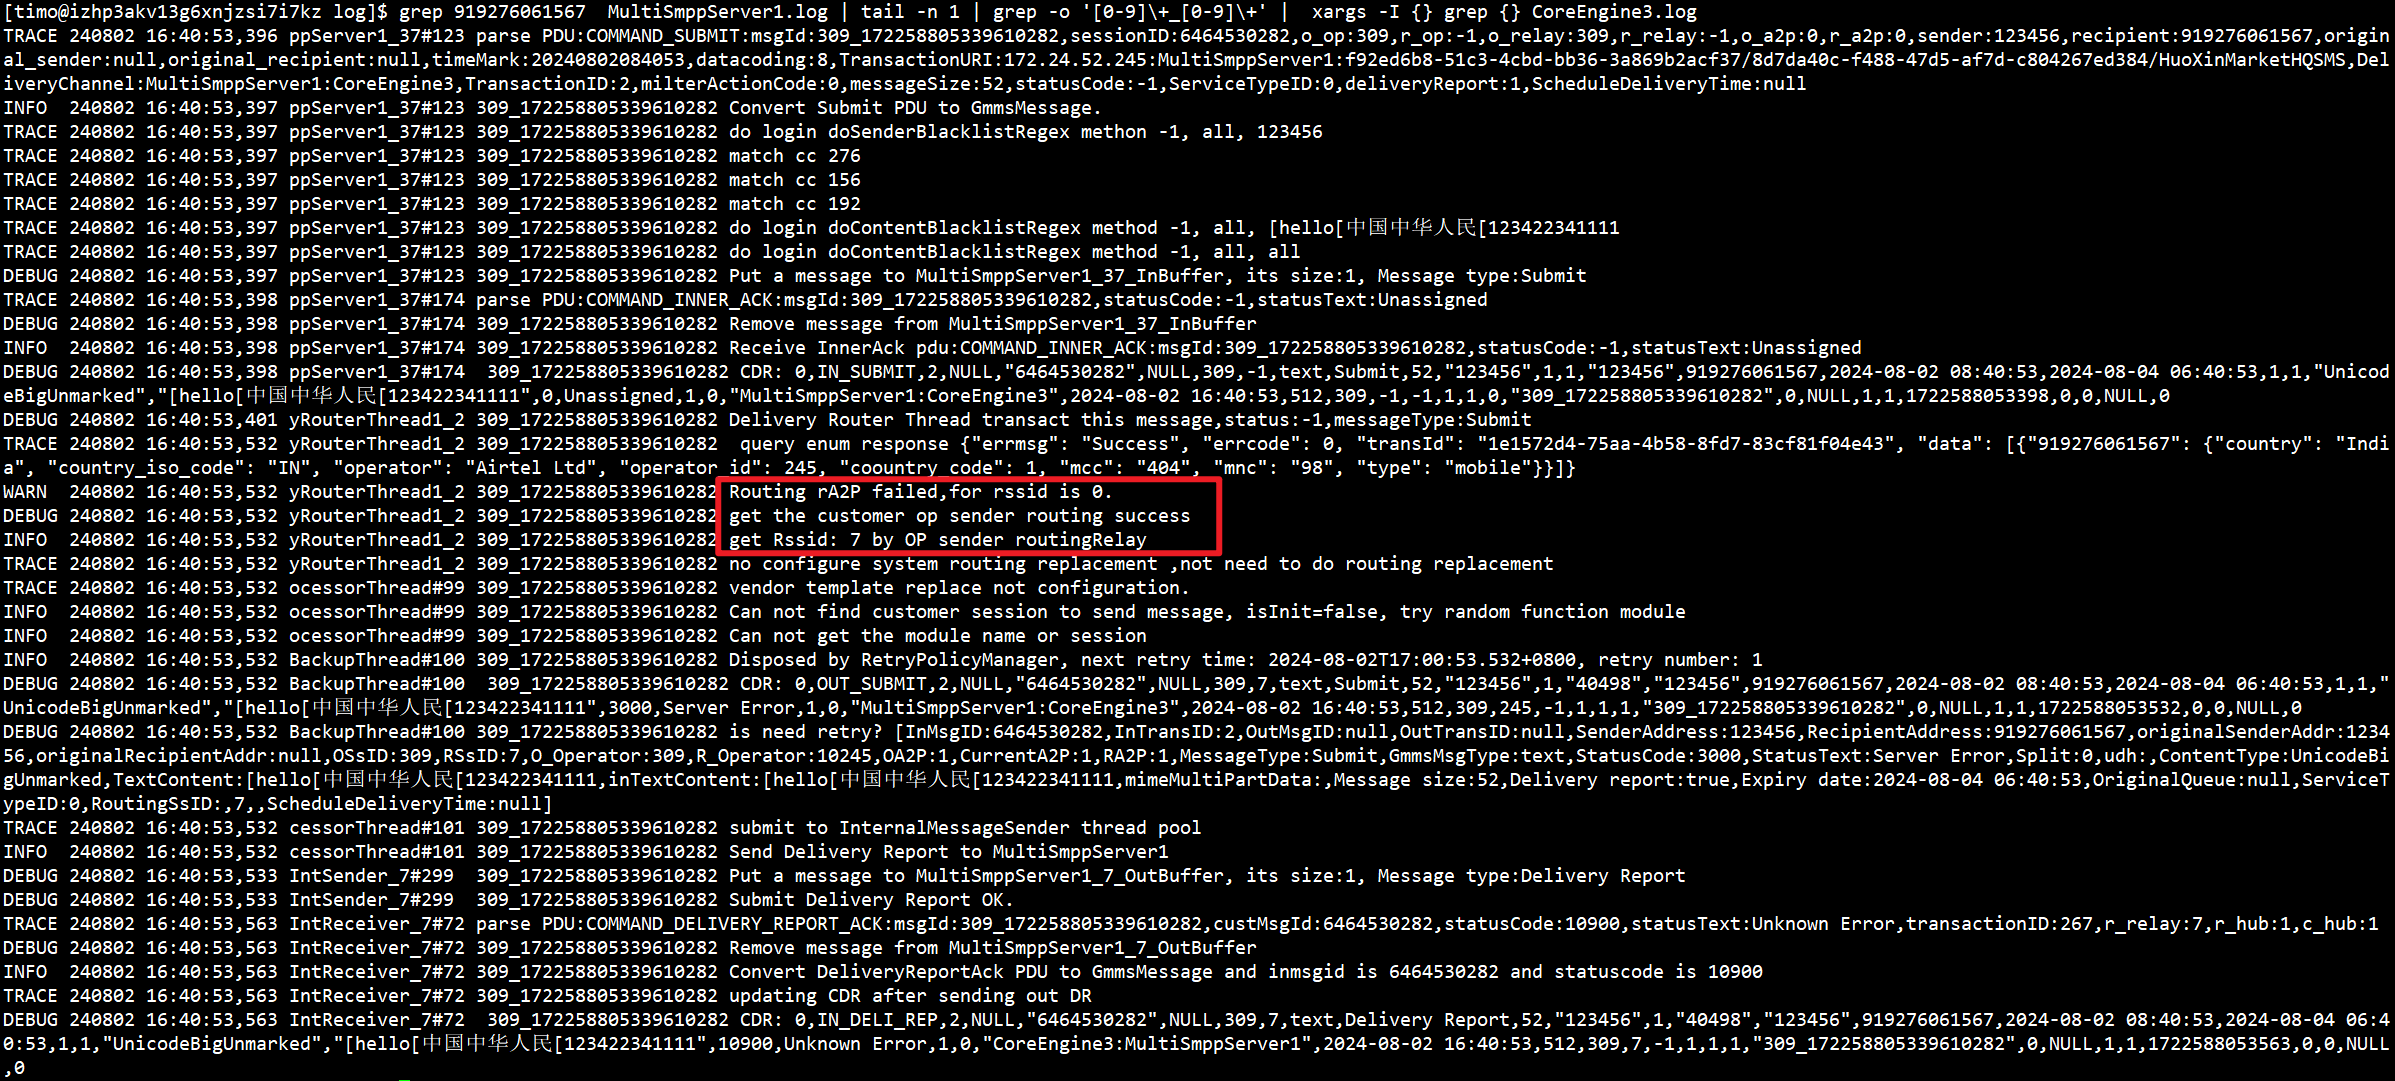 [timo@izhp3akv13g6xnjzsi7i7kz log]$ grep 919276061567  MultiSmppServer1.log | tail -n 1 | grep -o '[0-9]\+_[0-9]\+' |  xargs -I {} grep {} CoreEngine3.log
TRACE 240802 16:40:53,396 ppServer1_37#123 parse PDU:COMMAND_SUBMIT:msgId:309_172258805339610282,sessionID:6464530282,o_op:309,r_op:-1,o_relay:309,r_relay:-1,o_a2p:0,r_a2p:0,sender:123456,recipient:919276061567,origin
al_sender:null,original_recipient:null,timeMark:20240802084053,datacoding:8,TransactionURI:172.24.52.245:MultiSmppServer1:f92ed6b8-51c3-4cbd-bb36-3a869b2acf37/8d7da40c-f488-47d5-af7d-c804267ed384/HuoXinMarketHQSMS,Del
iveryChannel:MultiSmppServer1:CoreEngine3,TransactionID:2,milterActionCode:0,messageSize:52,statusCode:-1,ServiceTypeID:0,deliveryReport:1,ScheduleDeliveryTime:null
INFO  240802 16:40:53,397 ppServer1_37#123 309_172258805339610282 Convert Submit PDU to GmmsMessage.
TRACE 240802 16:40:53,397 ppServer1_37#123 309_172258805339610282 do login doSenderBlacklistRegex methon -1, all, 123456
TRACE 240802 16:40:53,397 ppServer1_37#123 309_172258805339610282 match cc 276
TRACE 240802 16:40:53,397 ppServer1_37#123 309_172258805339610282 match cc 156
TRACE 240802 16:40:53,397 ppServer1_37#123 309_172258805339610282 match cc 192
TRACE 240802 16:40:53,397 ppServer1_37#123 309_172258805339610282 do login doContentBlacklistRegex method -1, all, [hello[中国中华人民[123422341111
TRACE 240802 16:40:53,397 ppServer1_37#123 309_172258805339610282 do login doContentBlacklistRegex method -1, all, all
DEBUG 240802 16:40:53,397 ppServer1_37#123 309_172258805339610282 Put a message to MultiSmppServer1_37_InBuffer, its size:1, Message type:Submit
TRACE 240802 16:40:53,398 ppServer1_37#174 parse PDU:COMMAND_INNER_ACK:msgId:309_172258805339610282,statusCode:-1,statusText:Unassigned
DEBUG 240802 16:40:53,398 ppServer1_37#174 309_172258805339610282 Remove message from MultiSmppServer1_37_InBuffer
INFO  240802 16:40:53,398 ppServer1_37#174 309_172258805339610282 Receive InnerAck pdu:COMMAND_INNER_ACK:msgId:309_172258805339610282,statusCode:-1,statusText:Unassigned
DEBUG 240802 16:40:53,398 ppServer1_37#174  309_172258805339610282 CDR: 0,IN_SUBMIT,2,NULL,"6464530282",NULL,309,-1,text,Submit,52,"123456",1,1,"123456",919276061567,2024-08-02 08:40:53,2024-08-04 06:40:53,1,1,"Unicod
eBigUnmarked","[hello[中国中华人民[123422341111",0,Unassigned,1,0,"MultiSmppServer1:CoreEngine3",2024-08-02 16:40:53,512,309,-1,-1,1,1,0,"309_172258805339610282",0,NULL,1,1,1722588053398,0,0,NULL,0
DEBUG 240802 16:40:53,401 yRouterThread1_2 309_172258805339610282 Delivery Router Thread transact this message,status:-1,messageType:Submit
TRACE 240802 16:40:53,532 yRouterThread1_2 309_172258805339610282  query enum response {"errmsg": "Success", "errcode": 0, "transId": "1e1572d4-75aa-4b58-8fd7-83cf81f04e43", "data": [{"919276061567": {"country": "Indi
a", "country_iso_code": "IN", "operator": "Airtel Ltd", "operator_id": 245, "coountry_code": 1, "mcc": "404", "mnc": "98", "type": "mobile"}}]}
WARN  240802 16:40:53,532 yRouterThread1_2 309_172258805339610282 Routing rA2P failed,for rssid is 0.
DEBUG 240802 16:40:53,532 yRouterThread1_2 309_172258805339610282 get the customer op sender routing success
INFO  240802 16:40:53,532 yRouterThread1_2 309_172258805339610282 get Rssid: 7 by OP sender routingRelay
TRACE 240802 16:40:53,532 yRouterThread1_2 309_172258805339610282 no configure system routing replacement ,not need to do routing replacement
TRACE 240802 16:40:53,532 ocessorThread#99 309_172258805339610282 vendor template replace not configuration.
INFO  240802 16:40:53,532 ocessorThread#99 309_172258805339610282 Can not find customer session to send message, isInit=false, try random function module
INFO  240802 16:40:53,532 ocessorThread#99 309_172258805339610282 Can not get the module name or session
INFO  240802 16:40:53,532 BackupThread#100 309_172258805339610282 Disposed by RetryPolicyManager, next retry time: 2024-08-02T17:00:53.532+0800, retry number: 1
DEBUG 240802 16:40:53,532 BackupThread#100  309_172258805339610282 CDR: 0,OUT_SUBMIT,2,NULL,"6464530282",NULL,309,7,text,Submit,52,"123456",1,"40498","123456",919276061567,2024-08-02 08:40:53,2024-08-04 06:40:53,1,1,"
UnicodeBigUnmarked","[hello[中国中华人民[123422341111",3000,Server Error,1,0,"MultiSmppServer1:CoreEngine3",2024-08-02 16:40:53,512,309,245,-1,1,1,1,"309_172258805339610282",0,NULL,1,1,1722588053532,0,0,NULL,0
DEBUG 240802 16:40:53,532 BackupThread#100 309_172258805339610282 is need retry? [InMsgID:6464530282,InTransID:2,OutMsgID:null,OutTransID:null,SenderAddress:123456,RecipientAddress:919276061567,originalSenderAddr:1234
56,originalRecipientAddr:null,OSsID:309,RSsID:7,O_Operator:309,R_Operator:10245,OA2P:1,CurrentA2P:1,RA2P:1,MessageType:Submit,GmmsMsgType:text,StatusCode:3000,StatusText:Server Error,Split:0,udh:,ContentType:UnicodeBi
gUnmarked,TextContent:[hello[中国中华人民[123422341111,inTextContent:[hello[中国中华人民[123422341111,mimeMultiPartData:,Message size:52,Delivery report:true,Expiry date:2024-08-04 06:40:53,OriginalQueue:null,ServiceT
ypeID:0,RoutingSsID:,7,,ScheduleDeliveryTime:null]
TRACE 240802 16:40:53,532 cessorThread#101 309_172258805339610282 submit to InternalMessageSender thread pool
INFO  240802 16:40:53,532 cessorThread#101 309_172258805339610282 Send Delivery Report to MultiSmppServer1
DEBUG 240802 16:40:53,533 IntSender_7#299  309_172258805339610282 Put a message to MultiSmppServer1_7_OutBuffer, its size:1, Message type:Delivery Report
DEBUG 240802 16:40:53,533 IntSender_7#299  309_172258805339610282 Submit Delivery Report OK.
TRACE 240802 16:40:53,563 IntReceiver_7#72 parse PDU:COMMAND_DELIVERY_REPORT_ACK:msgId:309_172258805339610282,custMsgId:6464530282,statusCode:10900,statusText:Unknown Error,transactionID:267,r_relay:7,r_hub:1,c_hub:1
DEBUG 240802 16:40:53,563 IntReceiver_7#72 309_172258805339610282 Remove message from MultiSmppServer1_7_OutBuffer
INFO  240802 16:40:53,563 IntReceiver_7#72 309_172258805339610282 Convert DeliveryReportAck PDU to GmmsMessage and inmsgid is 6464530282 and statuscode is 10900
TRACE 240802 16:40:53,563 IntReceiver_7#72 309_172258805339610282 updating CDR after sending out DR
DEBUG 240802 16:40:53,563 IntReceiver_7#72  309_172258805339610282 CDR: 0,IN_DELI_REP,2,NULL,"6464530282",NULL,309,7,text,Delivery Report,52,"123456",1,"40498","123456",919276061567,2024-08-02 08:40:53,2024-08-04 06:4
0:53,1,1,"UnicodeBigUnmarked","[hello[中国中华人民[123422341111",10900,Unknown Error,1,0,"CoreEngine3:MultiSmppServer1",2024-08-02 16:40:53,512,309,7,-1,1,1,1,"309_172258805339610282",0,NULL,1,1,1722588053563,0,0,NULL
,0